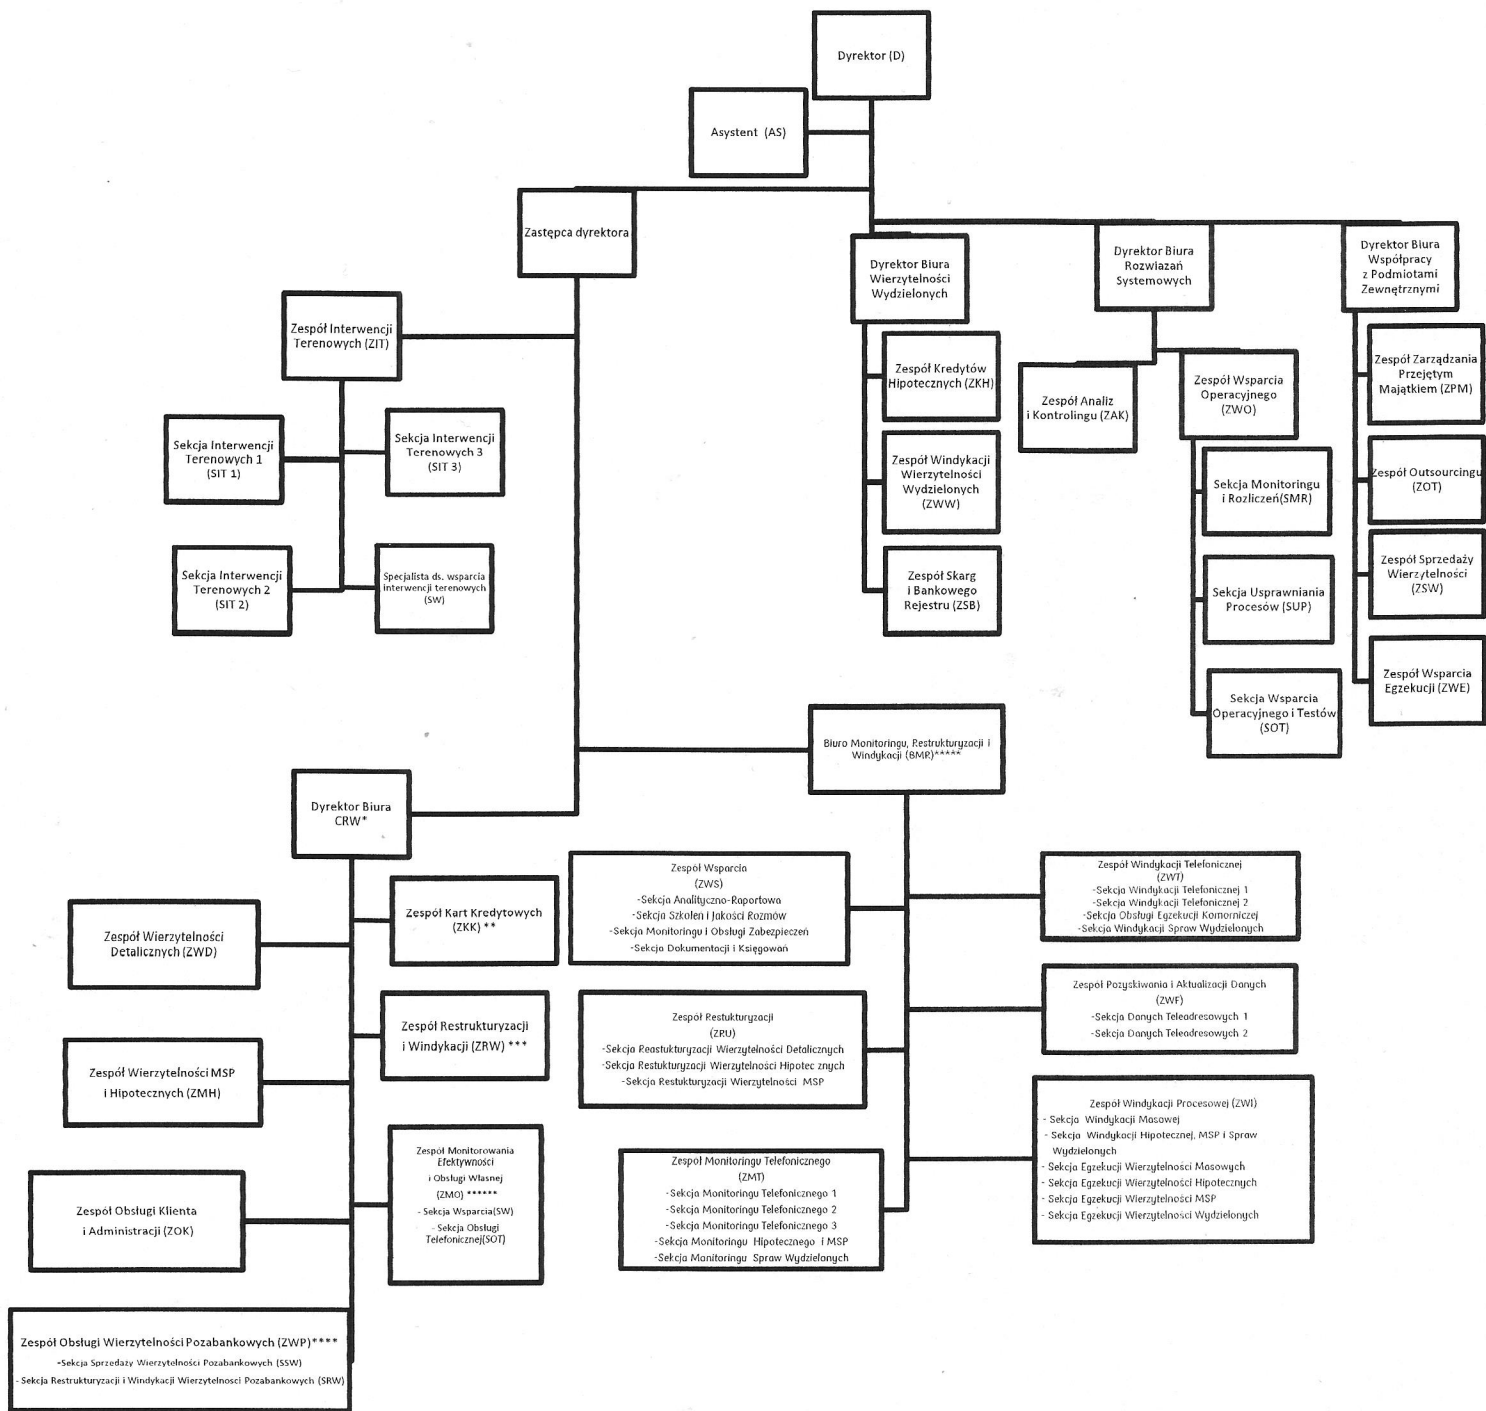 Dyrektor (D)
Asystent (AS)
Zastępca dyrektora
Dyrektor Biura
Wierzytelności
Wydzielonych
Dyrektor Biura
Rozwiazań
Systemowych
Dyrektor Biura
Współpracy
z Podmiotami
Zewnętrznymi
Zespół Interwencji
Terenowych (ZIT)
Sekcja Interwencji
Terenowych 1
(SIT 1)
Sekcja Interwencji
Terenowych 3
(SIT 3)
Sekcja Interwencji
Terenowych 2
(SIT 2)
Specjalista ds. wsparcia
interwencji terenowych
(SW)
Zespół Kredytów
Hipotecznych (ZKH)
Zespół Windykacji
Wierzytelności
Wydzielonych
(ZWW)
Zespół Skarg
i Bankowego
Rejestru (ZSB)
Zespół Analiz
i Kontrolingu (ZAK)
Zespół Wsparcia
Operacyjnego
(ZWO)
Sekcja Monitoringu
i Rozliczeń(SMR)
Sekcja Usprawniania
Procesów (SUP)
Sekcja Wsparcia
Operacyjnego i Testów
(SOT)
Zespół Zarządzania
Przejętym
Majątkiem (ZPM)
Zespół Outsourcingu
(ZOT)
Zespół Sprzedaży
Wierzytelności
(ZSW)
Zespół Wsparcia
Egzekucji (ZWE)
Biuro Monitoringu, Restrukturyzacji i
Windykacji (BMR)*****
Dyrektor Biura
CRW*
Zespół Kart Kredytowych
(ZKK) **
Zespół Wierzytelności
Detalicznych (ZWD)
Zespół Restrukturyzacji
i Windykacji (ZRW) ***
Zespół Wierzytelności MSP
i Hipotecznych (ZMH)
Zespół Monitorowania
Efektywności
i Obsługi Własnej
(ZMO) ******
- Sekcja Wsparcia(SW)
- Sekcja Obsługi
Telefonicznej(SOT)
Zespół Obsługi Klienta
i Administracji (ZOK)
Zespół Obsługi Wierzytelności Pozabankowych (ZWP)****
-Sekcja Sprzedaży Wierzytelności Pozabankowych (SSW)
- Sekcja Restrukturyzacji i Windykacji Wierzytelnosci Pozabankowych (SRW)
Zespół Wsparcia
(ZWS)
-Sekcja Analityczno-Raportowa
-Sekcja Szkoleń i Jakości Rozmów
-Sekcja Monitoringu i Obsługi Zabezpieczeń
-Sekcja Dokumentacji i Księgowań
Zespół Restukturyzacji
(ZRU)
-Sekcja Reastukturyzacji Wierzytelności Detalicznych
-Sekcja Restukturyzacji Wierzytelności Hipotec znych
-Sekcja Restukturyzacji Wierzytelności MSP
Zespół Monitoringu Telefonicznego
(ZMT)
-Sekcja Monitoringu Telefonicznego 1
-Sekcja Monitoringu Telefonicznego 2
-Sekcja Monitoringu Telefonicznego 3
-Sekcja Monitoringu Hipotecznego i MSP
-Sekcja Monitoringu Spraw Wydzielonych
Zespół Windykacji Telefonicznej
(ZWT)
-Sekcja Windykacji Telefonicznej 1
-Sekcja Windykacji Telefonicznej 2
-Sekcja Obsługi Egzekucji Komorniczej
-Sekcja Windykacji Spraw Wydzielonych
Zespół Pozyskiwania i Aktualizacji Danych
(ZWF)
-Sekcja Danych Teleadresowych 1
-Sekcja Danych Teleadresowych 2
Zespół Windykacji Procesowej (ZWI)
- Sekcja Windykacji Masowej
-Sekcja Windykacji Hipotecznej, MSP i Spraw
Wydzielonych
-Sekcja Egzekucji Wierzytelności Masowych
-Sekcja Egzekucji Wierzytelności Hipotecznych
-Sekcja Egzekucji Wierzytelności MSP
-Sekcja Egzekucji Wierzytelności Wydzielonych